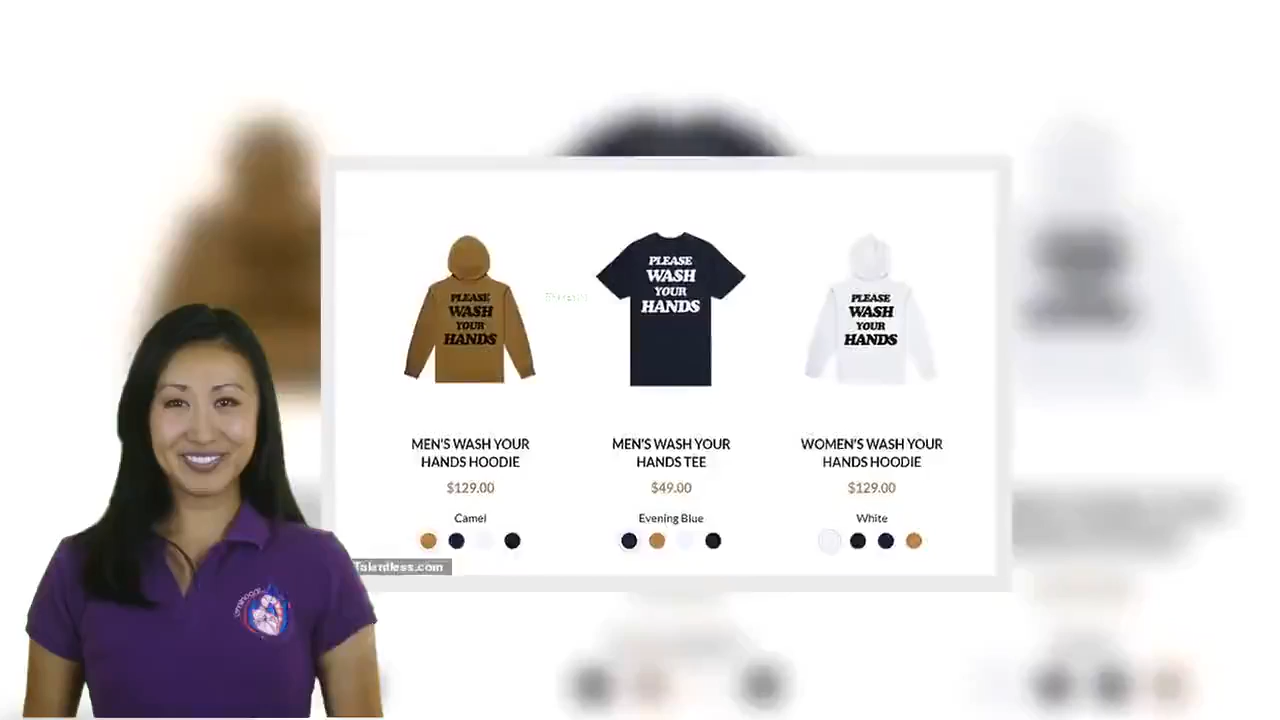 PLEASE
WASH
YOUR
HANDS
PLEASE
WASH
YOUR
HANDS
PLEASE
WASH
YOUR
HANDS
MEN'S WASH YOUR
HANDS HOODIE
$129.00
Camel
MEN'S WASH YOUR
HANDS TEE
$49.00
Evening Blue
WOMEN'S WASH YOUR
HANDS HOODIE
$129.00
White
Talentless.com